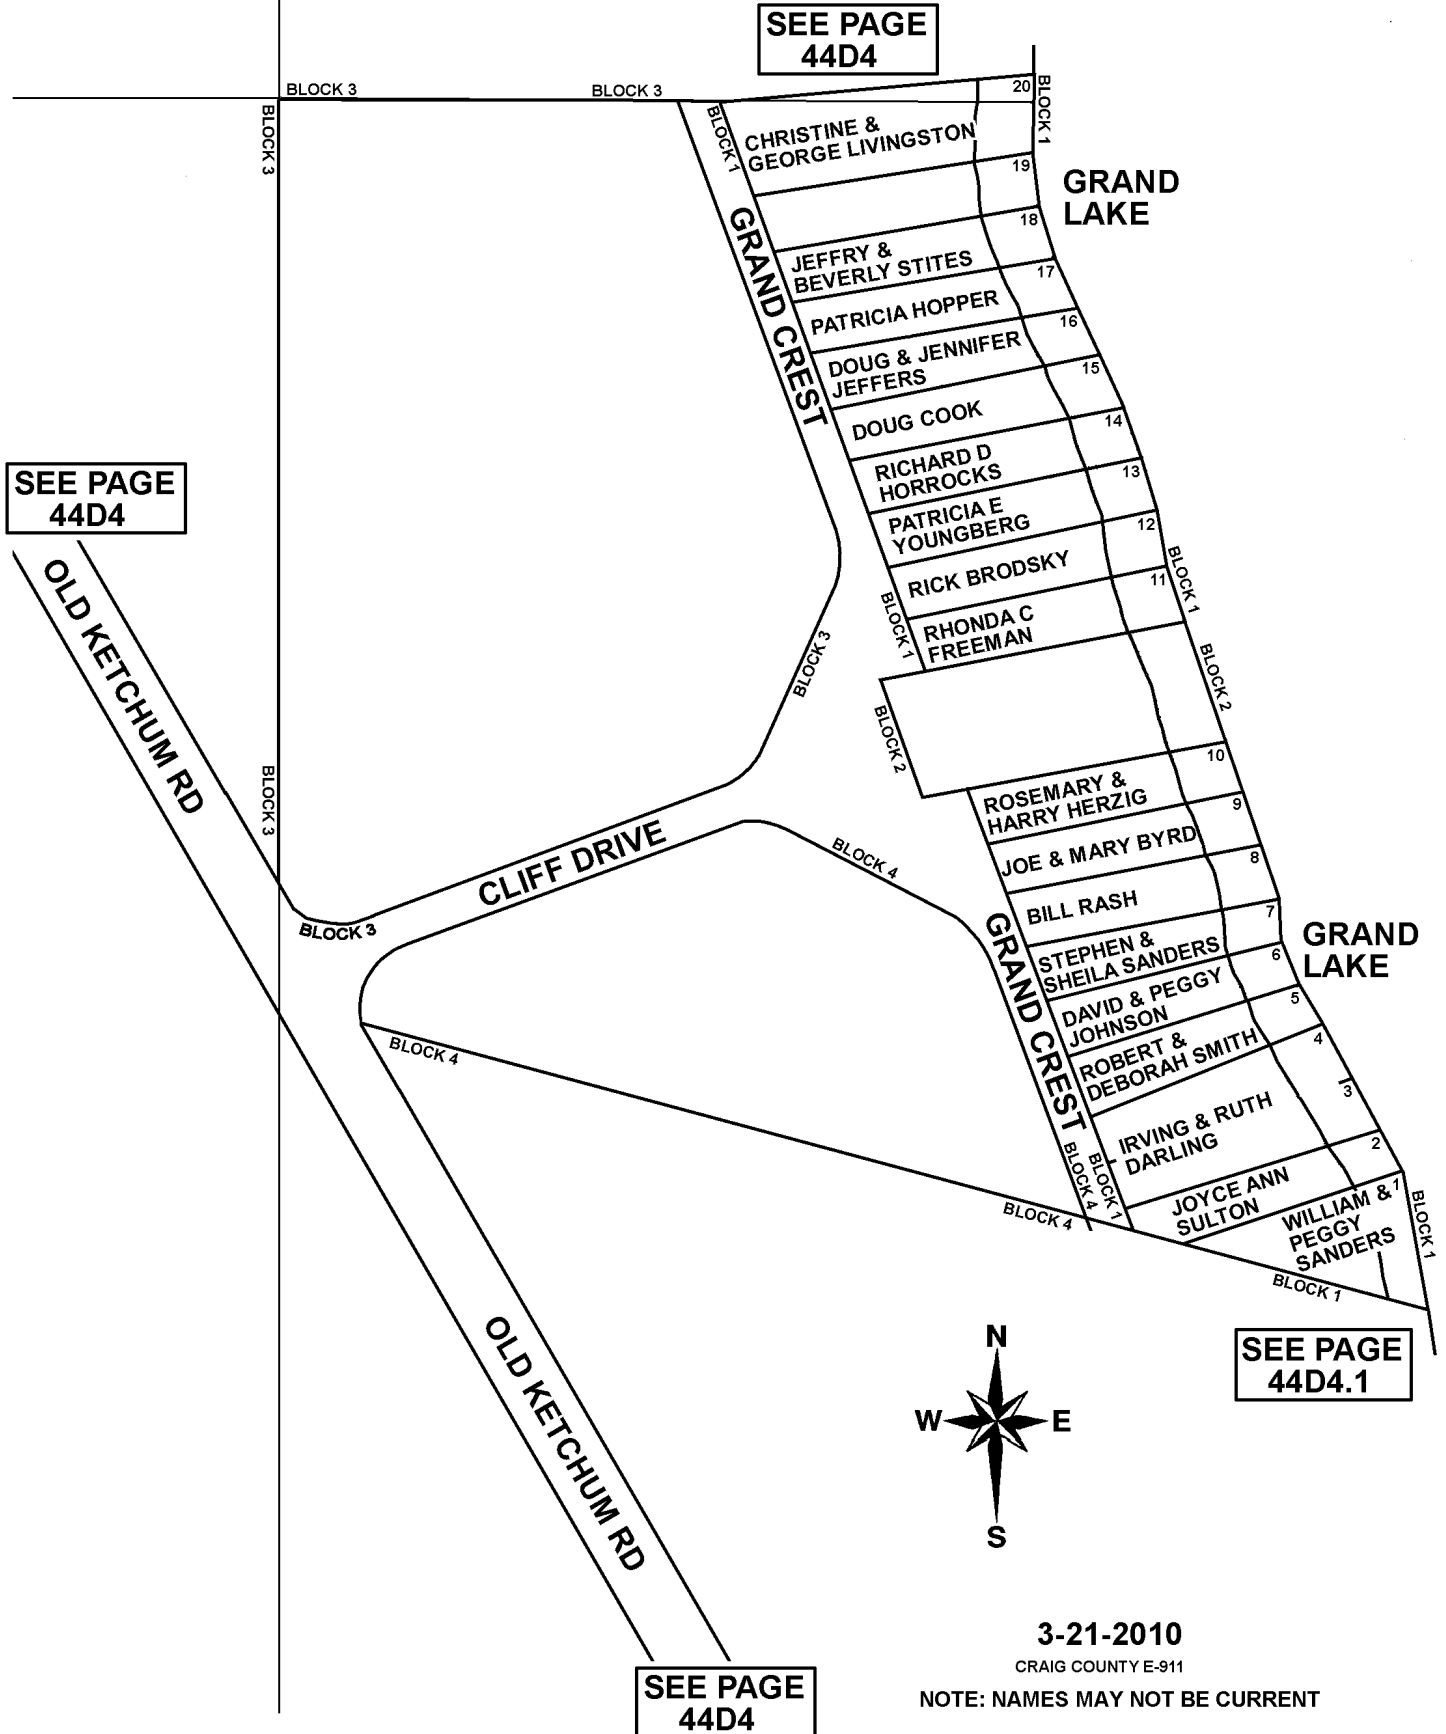 SEE PAGE
44D4
BLOCK 3
BLOCK 3
BLOCK 3
BLOCK 1
20
BLOCK 1
CHRISTINE &
GEORGE LIVINGSTON
19
GRAND
LAKE
18
GRAND CREST
JEFFRY &
BEVERLY STITES
17
PATRICIA HOPPER
16
DOUG & JENNIFER
JEFFERS
15
DOUG COOK
14
RICHARD D
HORROCKS
13
SEE PAGE
44D4
PATRICIA E
YOUNGBERG
12
RICK BRODSKY
11
BLOCK 1
BLOCK 1
RHONDA C
FREEMAN
OLD KETCHUM RD
BLOCK 3
BLOCK 2
BLOCK 2
BLOCK 3
10
ROSEMARY &
HARRY HERZIG
9
JOE & MARY BYRD
CLIFF DRIVE
BLOCK 4
8
BILL RASH
7
BLOCK 3
GRAND CREST
STEPHEN &
SHEILA SANDERS
6
GRAND
LAKE
DAVID & PEGGY
JOHNSON
5
BLOCK 4
ROBERT &
DEBORAH SMITH
4
3
IRVING & RUTH
DARLING
2
BLOCK 4
BLOCK 1
JOYCE ANN
SULTON
1
WILLIAM &
PEGGY
SANDERS
BLOCK 1
BLOCK 4
BLOCK 1
OLD KETCHUM RD
N
W E
S
SEE PAGE
44D4.1
3-21-2010
CRAIG COUNTY E-911
NOTE: NAMES MAY NOT BE CURRENT
SEE PAGE
44D4